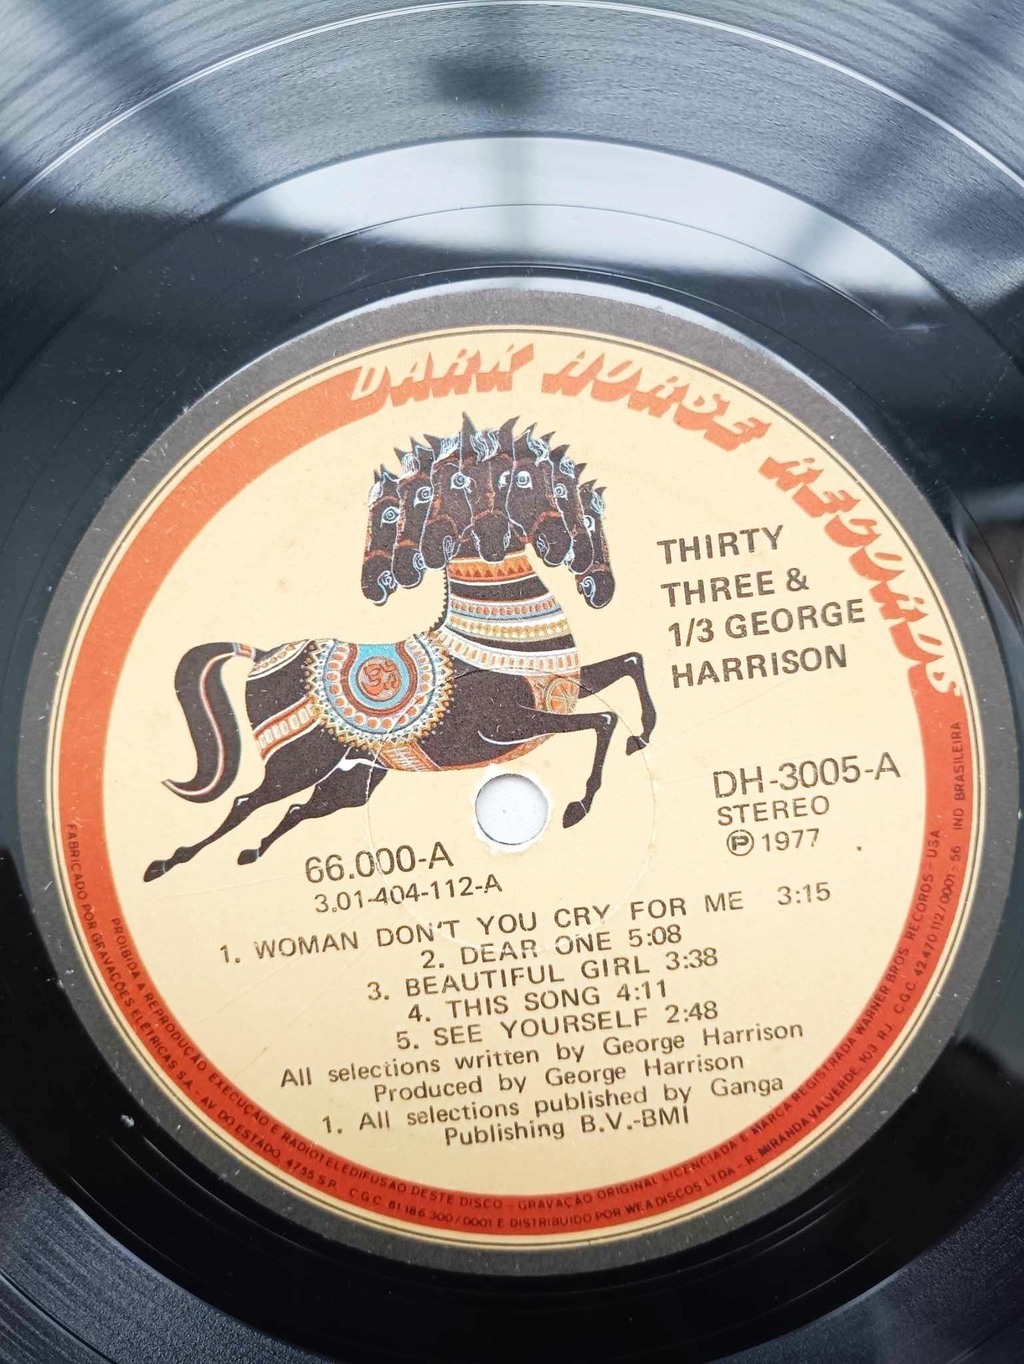 DARK HORSE RECORDS
THIRTY
THREE &
1/3 GEORGE
HARRISON
DH-3005-A
STEREO
℗ 1977
66.000-A
3.01-404-112-A
1. WOMAN DON'T YOU CRY FOR ME 3:15
2. DEAR ONE 5:08
3. BEAUTIFUL GIRL 3:38
4. THIS SONG 4:11
5. SEE YOURSELF 2:48
All selections written by George Harrison
Produced by George Harrison
1. All selections published by Ganga
Publishing B.V.-BMI
PROIBIDA A REPRODUÇÃO EXECUÇÃO E RADIOTELEDIFUSÃO DESTE DISCO - GRAVAÇÃO ORIGINAL LICENCIADA E MARCA REGISTRADA WARNER BROS RECORDS - USA
FABRICADO POR GRAVAÇÕES ELÉTRICAS SA - AV DO ESTADO 4755 S.P. C.G.C. 61.186.300/0001 E DISTRIBUIDO POR WEA DISCOS LTDA - R. MIRANDA VALVERDE, 103 RJ. C.G.C. 42.470.112/0001-56 IND BRASILEIRA